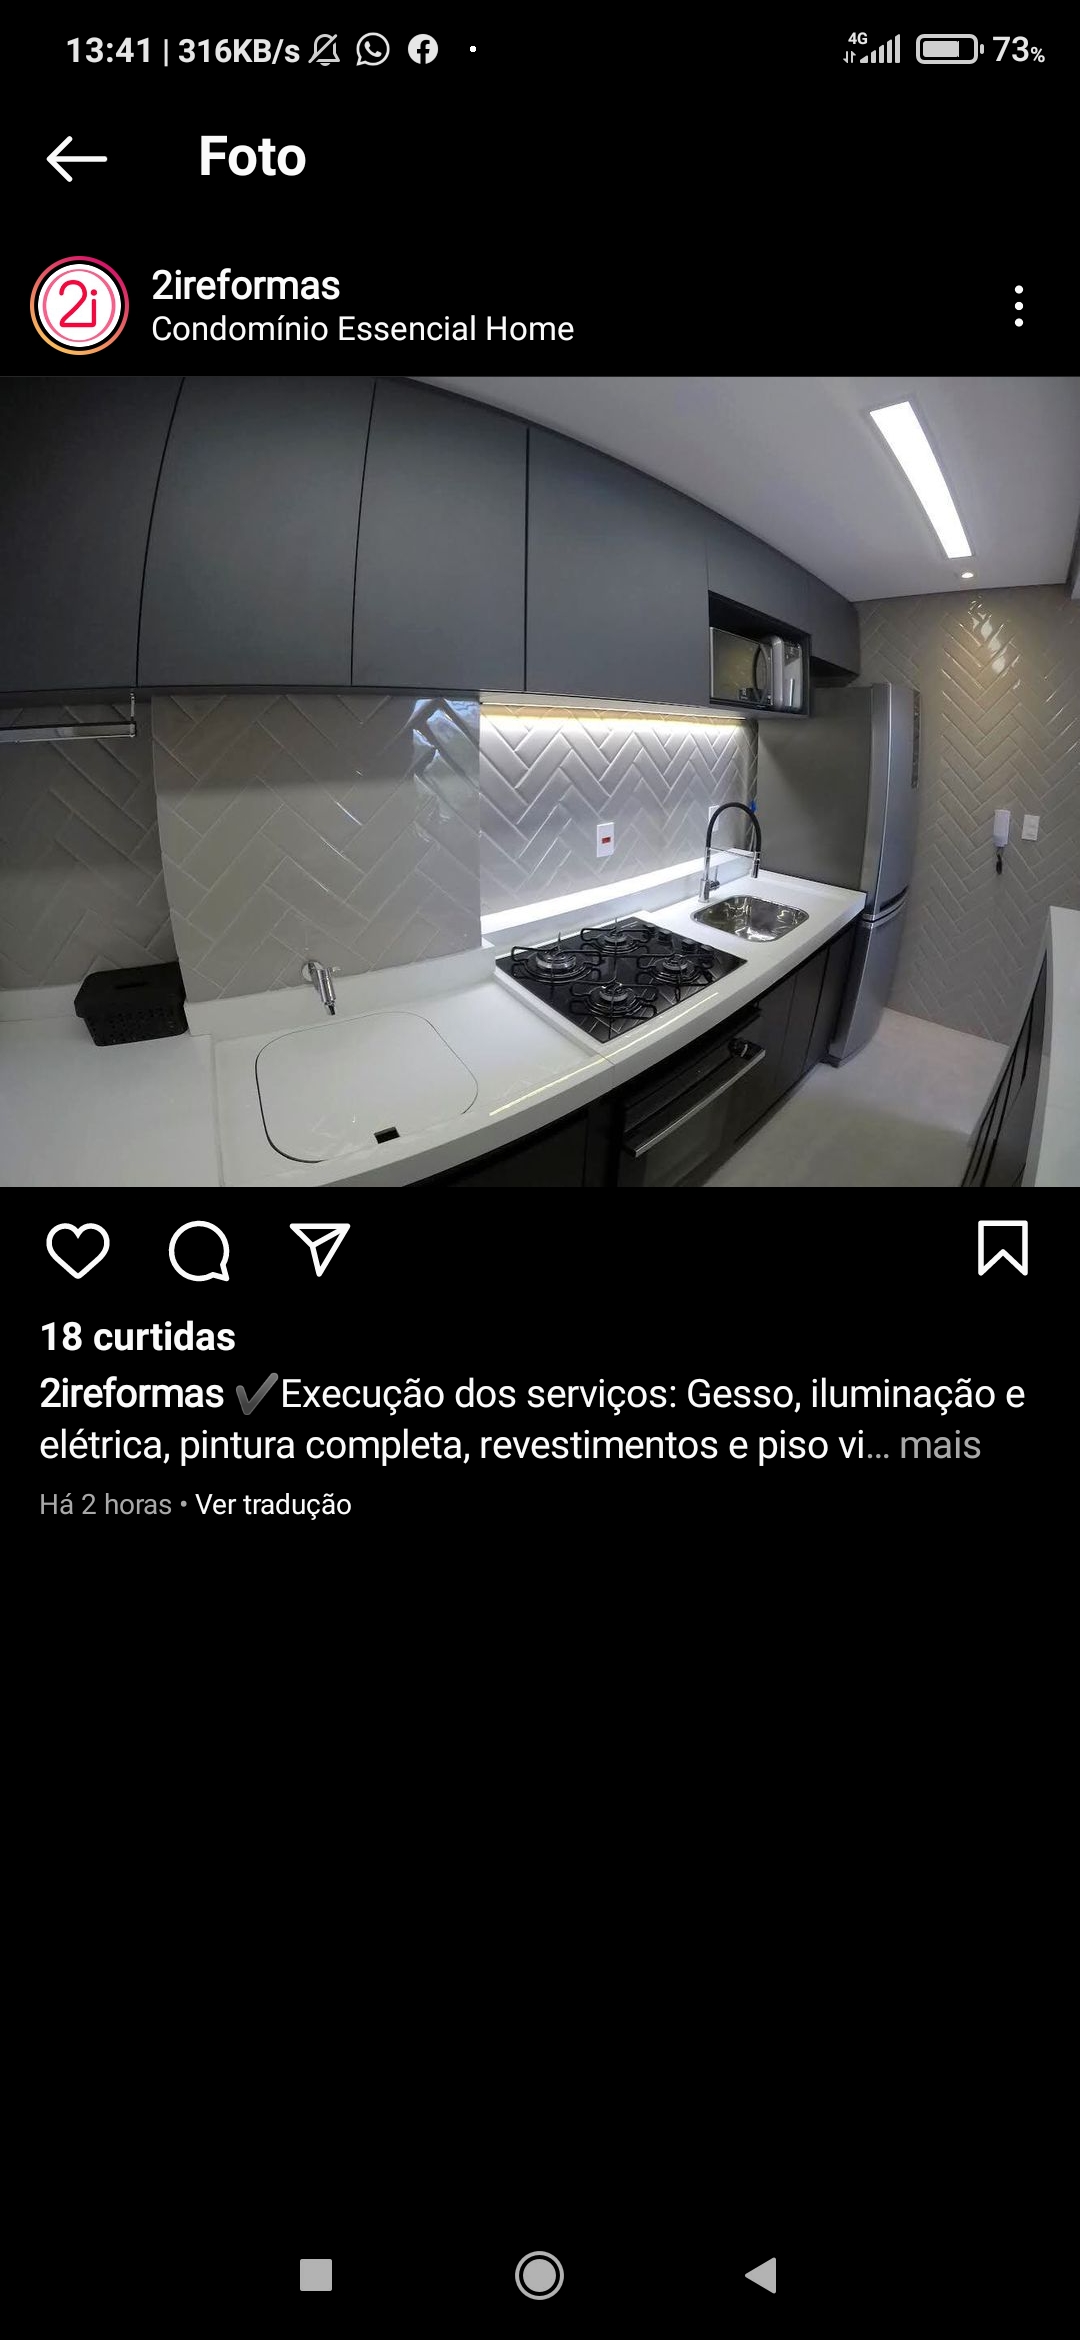 13:41 | 316KB/s 4G 73%
Foto
2i
2ireformas
Condomínio Essencial Home
18 curtidas
2ireformas ✔Execução dos serviços: Gesso, iluminação e
elétrica, pintura completa, revestimentos e piso vi... mais
Há 2 horas • Ver tradução